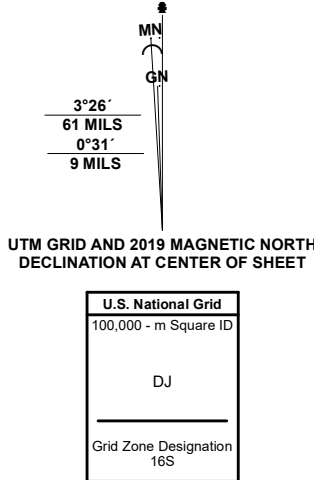 MN
GN
3°26´
61 MILS
0°31´
9 MILS
UTM GRID AND 2019 MAGNETIC NORTH
DECLINATION AT CENTER OF SHEET
U.S. National Grid
100,000 - m Square ID
DJ
Grid Zone Designation
16S